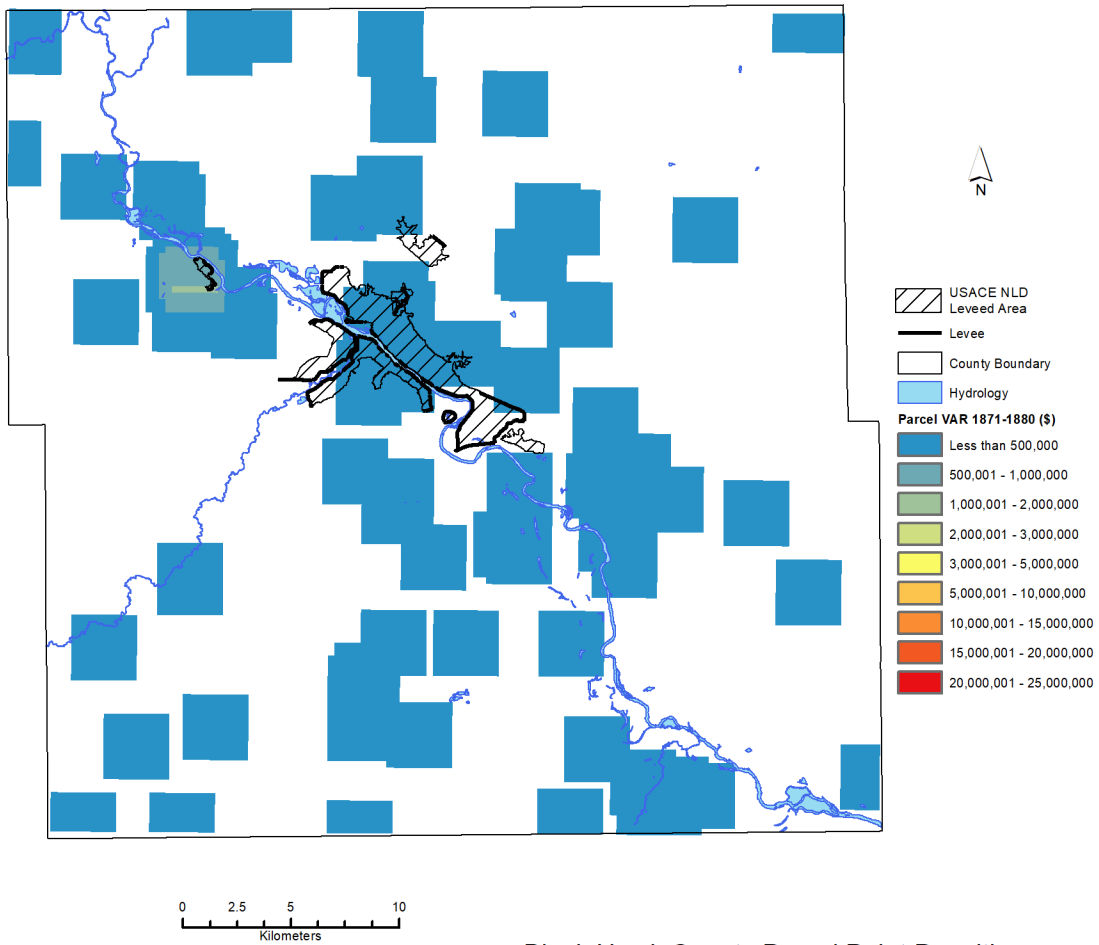 N
USACE NLD
Leveed Area
Levee
County Boundary
Hydrology
Parcel VAR 1871-1880 ($)
Less than 500,000
500,001 - 1,000,000
1,000,001 - 2,000,000
2,000,001 - 3,000,000
3,000,001 - 5,000,000
5,000,001 - 10,000,000
10,000,001 - 15,000,000
15,000,001 - 20,000,000
20,000,001 - 25,000,000
0 2.5 5 10
Kilometers